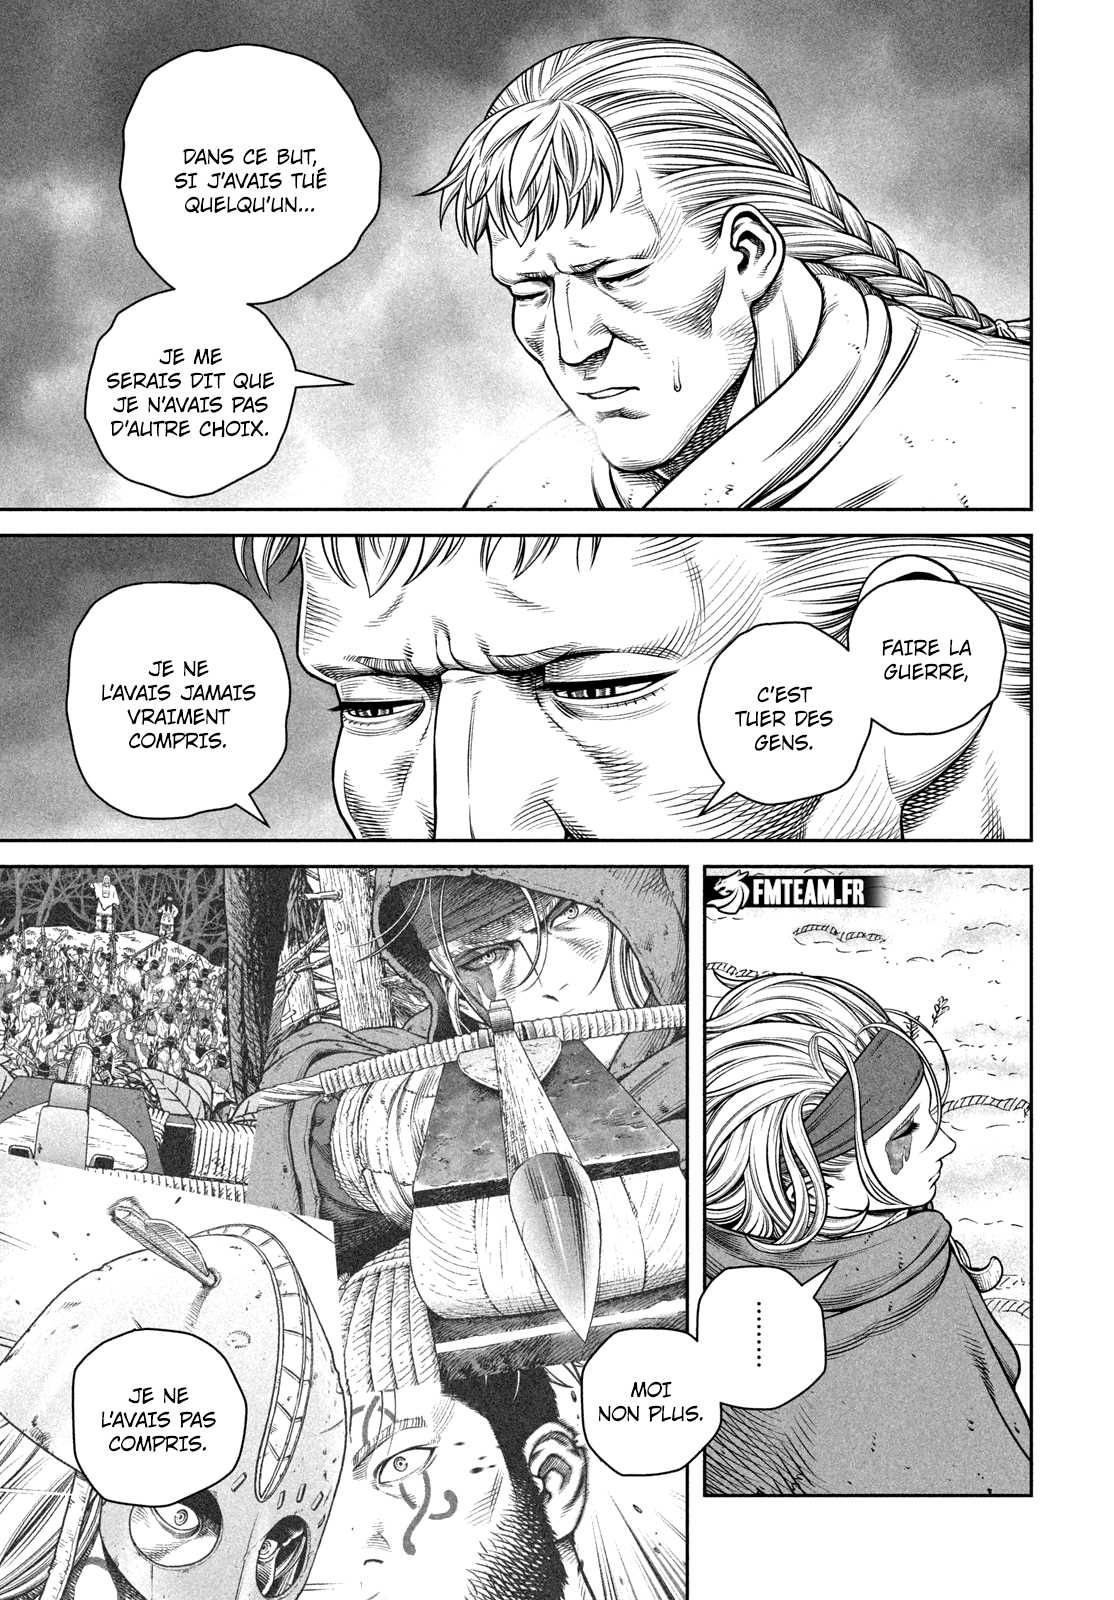 DANS CE BUT,
SI J'AVAIS TUÉ
QUELQU'UN...
JE ME
SERAIS DIT QUE
JE N'AVAIS PAS
D'AUTRE CHOIX.
FAIRE LA
GUERRE,
C'EST
TUER DES
GENS.
JE NE
L'AVAIS JAMAIS
VRAIMENT
COMPRIS.
FMTEAM.FR
.........
MOI
NON PLUS.
JE NE
L'AVAIS PAS
COMPRIS.